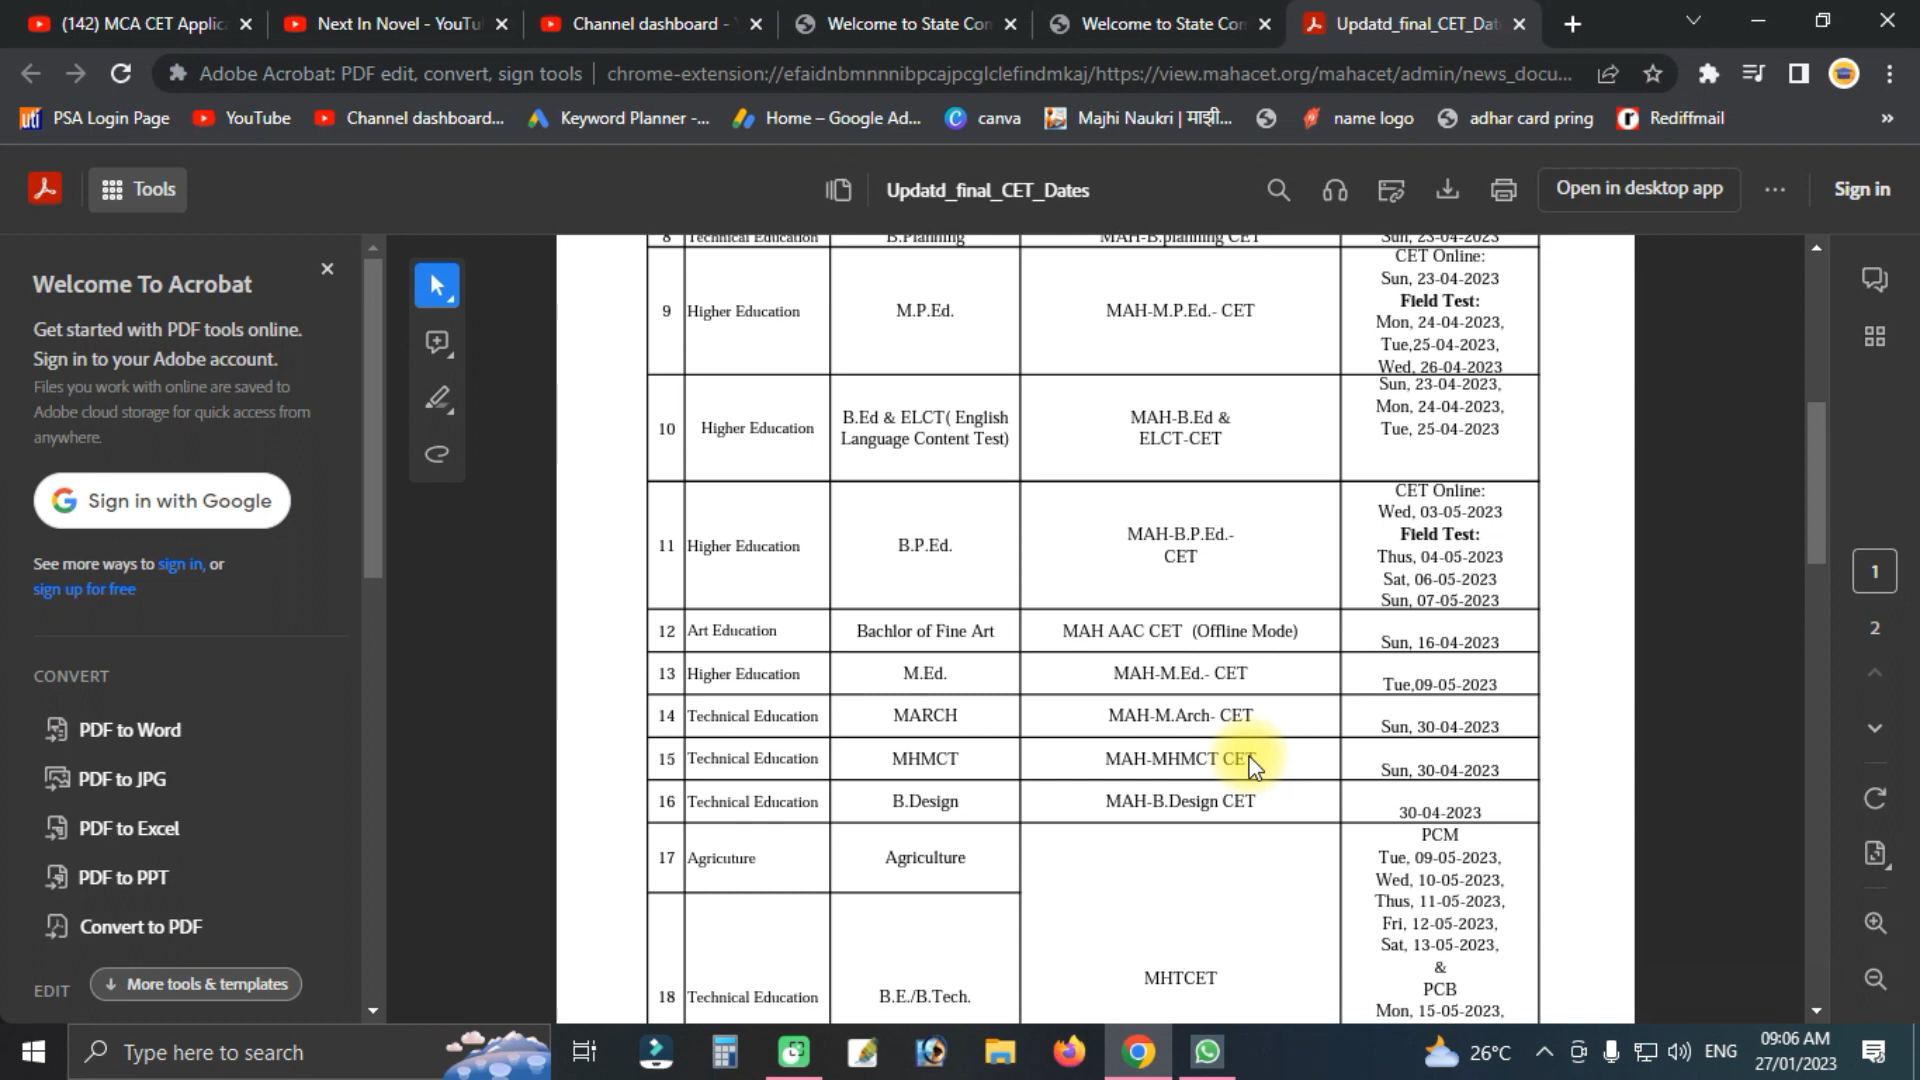 (142) MCA CET Applic
Next In Novel - YouTu
Channel dashboard -
Welcome to State Con
Welcome to State Con
Updatd_final_CET_Dat
Adobe Acrobat: PDF edit, convert, sign tools
chrome-extension://efaidnbmnnnibpcajpcglclefindmkaj/https://view.mahacet.org/mahacet/admin/news_docu...
PSA Login Page
YouTube
Channel dashboard...
Keyword Planner -...
Home – Google Ad...
canva
Majhi Naukri | माझी...
name logo
adhar card pring
Rediffmail
Tools
Updatd_final_CET_Dates
Open in desktop app
Sign in
Welcome To Acrobat
Get started with PDF tools online.
Sign in to your Adobe account.
Files you work with online are saved to
Adobe cloud storage for quick access from
anywhere.
Sign in with Google
See more ways to sign in, or
sign up for free
CONVERT
PDF to Word
PDF to JPG
PDF to Excel
PDF to PPT
Convert to PDF
EDIT
More tools & templates
8 Technical Education B.Planning MAH-B.planning CET Sun, 23-04-2023
CET Online:
Sun, 23-04-2023
Field Test:
9 Higher Education M.P.Ed. MAH-M.P.Ed.- CET
Mon, 24-04-2023,
Tue,25-04-2023,
Wed, 26-04-2023
Sun, 23-04-2023,
Mon, 24-04-2023,
Tue, 25-04-2023
10 Higher Education
B.Ed & ELCT( English
Language Content Test)
MAH-B.Ed &
ELCT-CET
CET Online:
Wed, 03-05-2023
Field Test:
Thus, 04-05-2023
Sat, 06-05-2023
Sun, 07-05-2023
11 Higher Education B.P.Ed.
MAH-B.P.Ed.-
CET
12 Art Education Bachlor of Fine Art MAH AAC CET (Offline Mode) Sun, 16-04-2023
13 Higher Education M.Ed. MAH-M.Ed.- CET Tue,09-05-2023
14 Technical Education MARCH MAH-M.Arch- CET Sun, 30-04-2023
15 Technical Education MHMCT MAH-MHMCT CET Sun, 30-04-2023
16 Technical Education B.Design MAH-B.Design CET 30-04-2023
17 Agricuture Agriculture
PCM
Tue, 09-05-2023,
Wed, 10-05-2023,
Thus, 11-05-2023,
Fri, 12-05-2023,
Sat, 13-05-2023,
&
PCB
Mon, 15-05-2023,
MHTCET
18 Technical Education B.E./B.Tech.
1
2
Type here to search
26°C
ENG
09:06 AM
27/01/2023